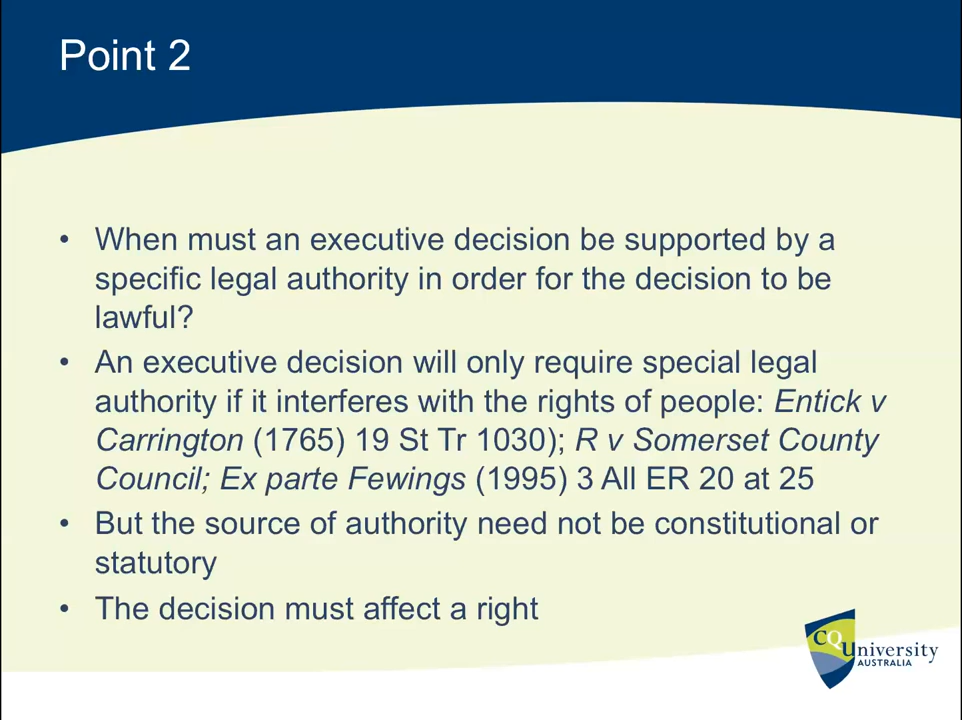 Point 2
• When must an executive decision be supported by a
specific legal authority in order for the decision to be
lawful?
• An executive decision will only require special legal
authority if it interferes with the rights of people: Entick v
Carrington (1765) 19 St Tr 1030); R v Somerset County
Council; Ex parte Fewings (1995) 3 All ER 20 at 25
• But the source of authority need not be constitutional or
statutory
• The decision must affect a right
CQUniversity
AUSTRALIA